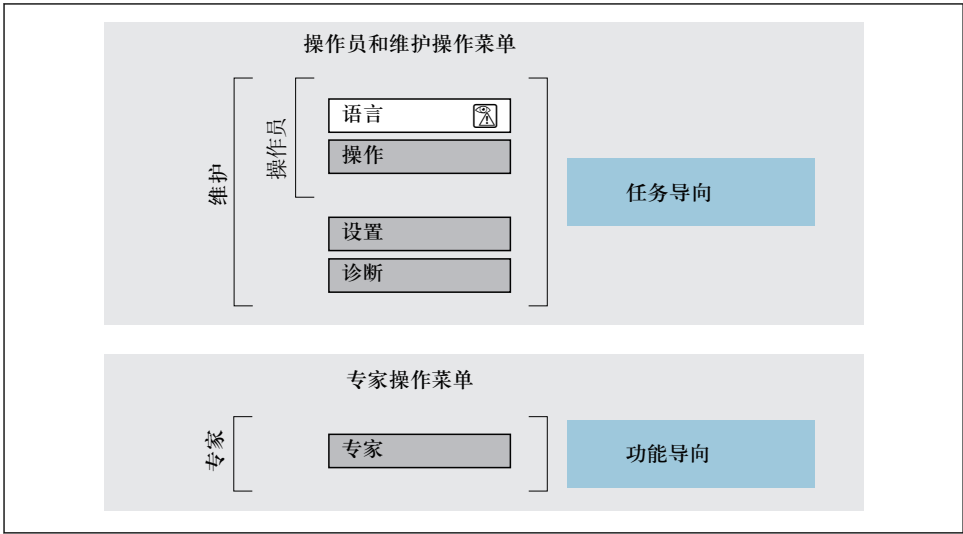 操作员和维护操作菜单
维护
操作员
语言
操作
设置
诊断
任务导向
专家操作菜单
专家
专家
功能导向